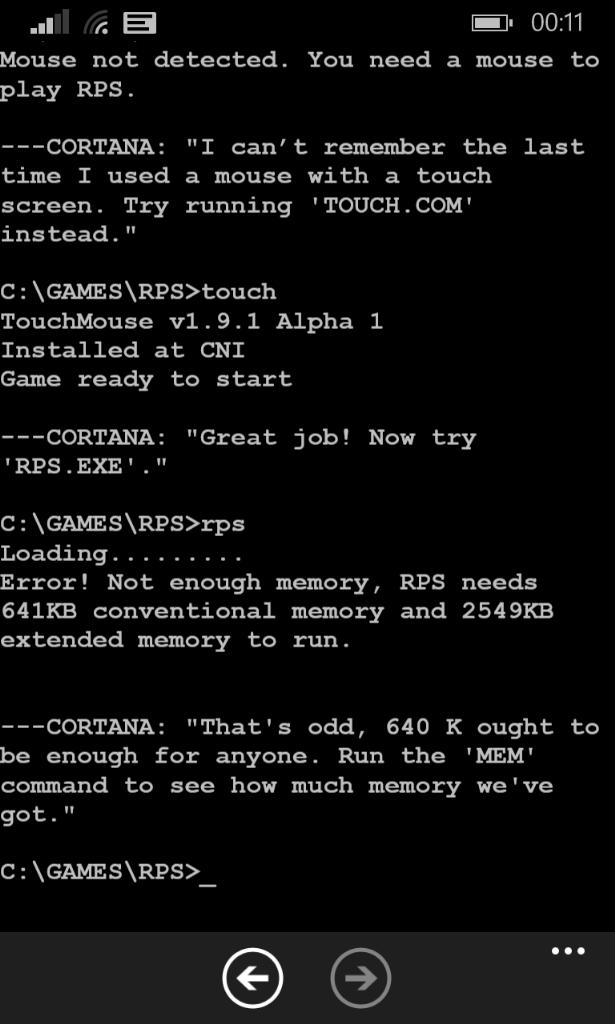 00:11
Mouse not detected. You need a mouse to
play RPS.
---CORTANA: "I can’t remember the last
time I used a mouse with a touch
screen. Try running 'TOUCH.COM'
instead."
C:\GAMES\RPS>touch
TouchMouse v1.9.1 Alpha 1
Installed at CNI
Game ready to start
---CORTANA: "Great job! Now try
'RPS.EXE'."
C:\GAMES\RPS>rps
Loading.........
Error! Not enough memory, RPS needs
641KB conventional memory and 2549KB
extended memory to run.
---CORTANA: "That's odd, 640 K ought to
be enough for anyone. Run the 'MEM'
command to see how much memory we've
got."
C:\GAMES\RPS>_